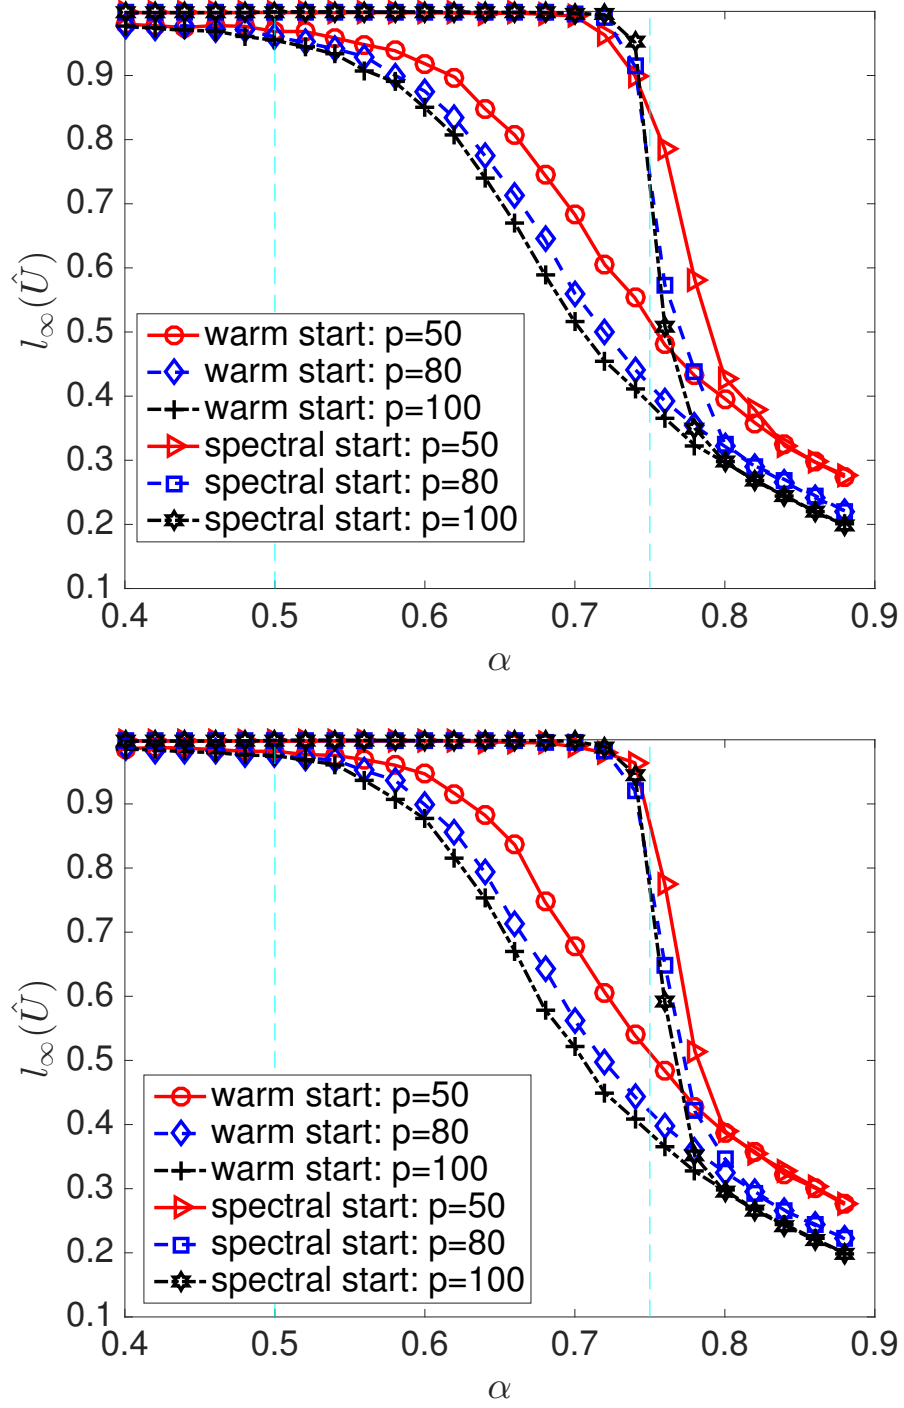 0.9
0.8
0.7
0.6
0.5
0.4
0.3
0.2
0.1
l∞(Û)
warm start: p=50
warm start: p=80
warm start: p=100
spectral start: p=50
spectral start: p=80
spectral start: p=100
0.4 0.5 0.6 0.7 0.8 0.9
α
0.9
0.8
0.7
0.6
0.5
0.4
0.3
0.2
0.1
l∞(Û)
warm start: p=50
warm start: p=80
warm start: p=100
spectral start: p=50
spectral start: p=80
spectral start: p=100
0.4 0.5 0.6 0.7 0.8 0.9
α